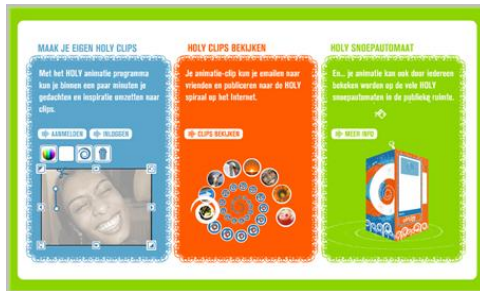 MAAK JE EIGEN HOLY CLIPS
Met het HOLY animatie programma
kun je binnen een paar minuten je
gedachten en inspiratie omzetten naar
clips.
AANMELDEN
INLOGGEN
HOLY CLIPS BEKIJKEN
Je animatie-clip kun je emailen naar
vrienden en publiceren naar de HOLY
spiraal op het Internet.
CLIPS BEKIJKEN
HOLY SNOEPAUTOMAAT
En... je animatie kan ook door iedereen
bekeken worden op de vele HOLY
snoepautomaten in de publieke ruimte.
MEER INFO